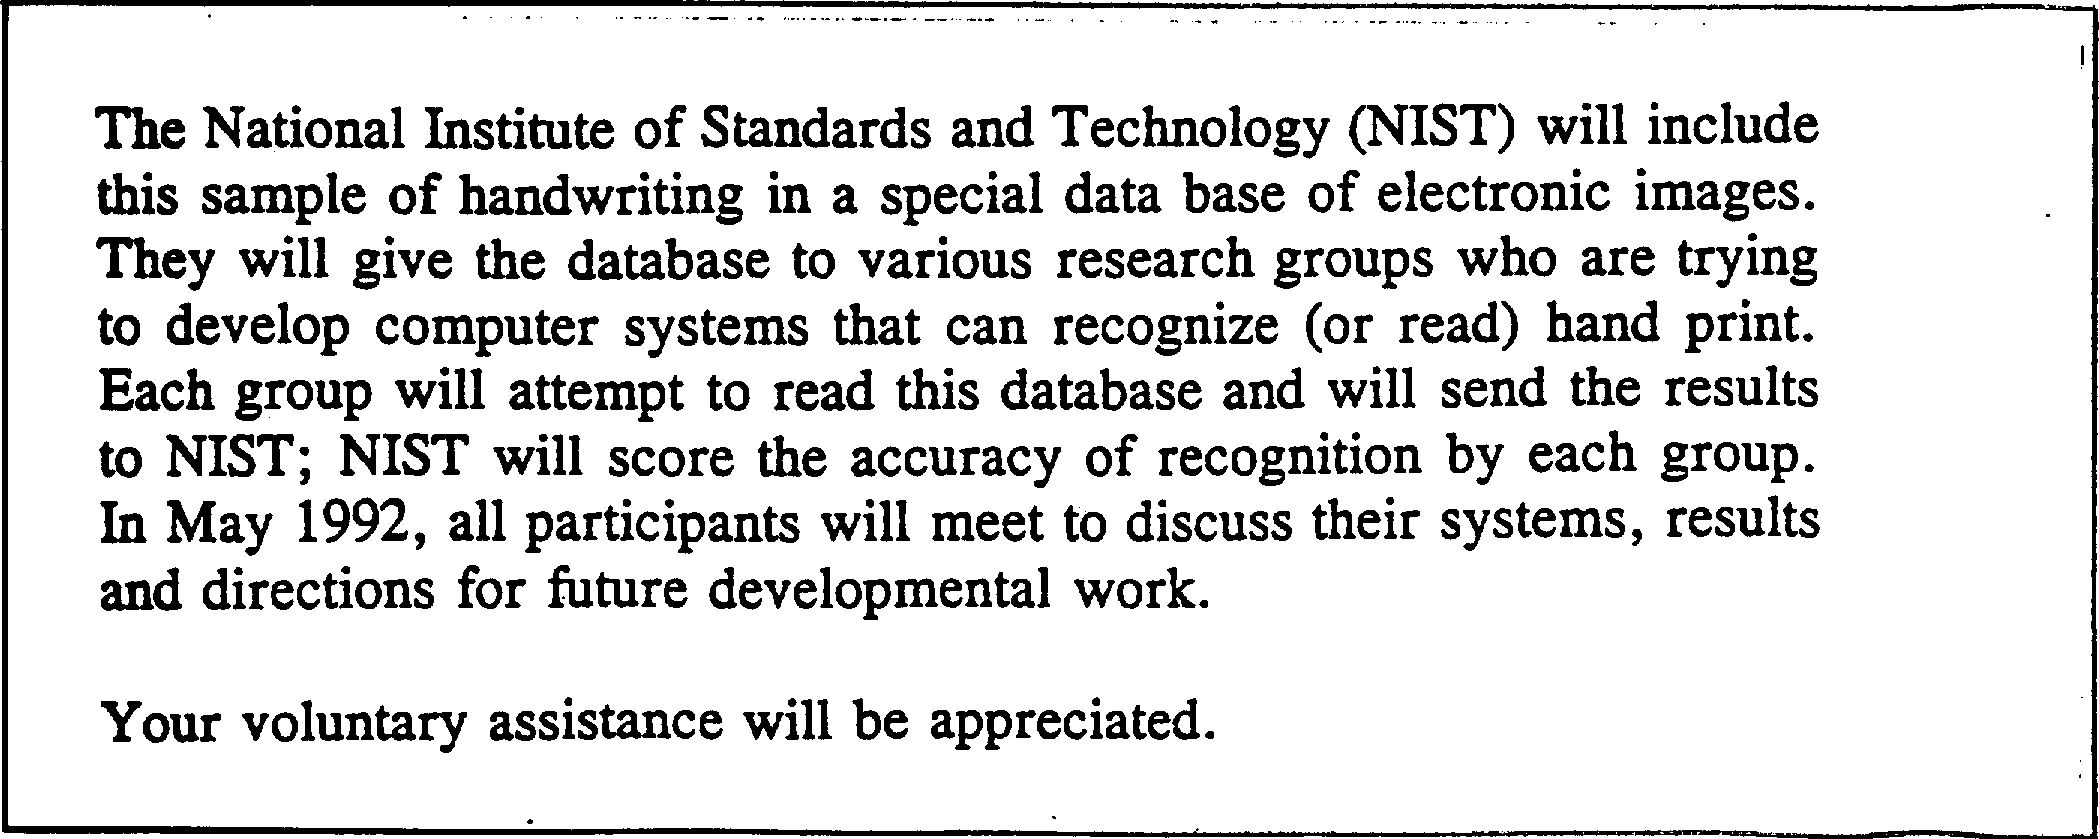 The National Institute of Standards and Technology (NIST) will include
this sample of handwriting in a special data base of electronic images.
They will give the database to various research groups who are trying
to develop computer systems that can recognize (or read) hand print.
Each group will attempt to read this database and will send the results
to NIST; NIST will score the accuracy of recognition by each group.
In May 1992, all participants will meet to discuss their systems, results
and directions for future developmental work.
Your voluntary assistance will be appreciated.